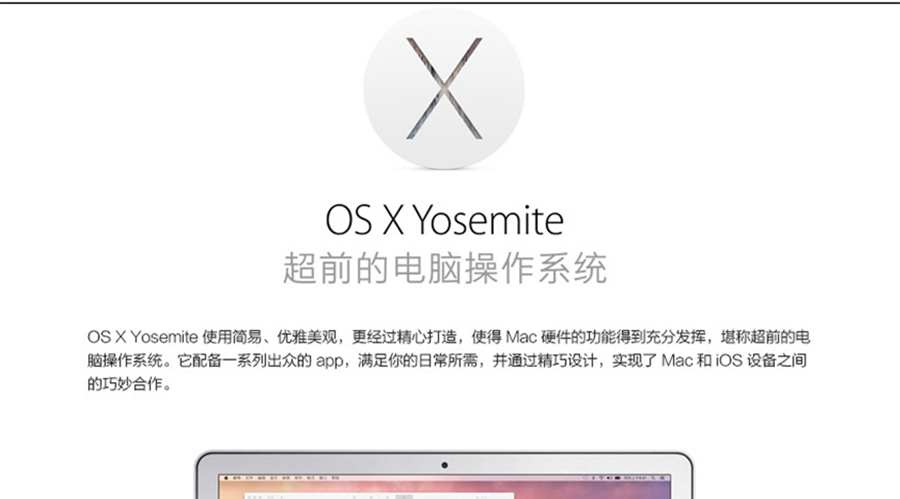 OS X Yosemite
超前的电脑操作系统
OS X Yosemite 使用简易、优雅美观，更经过精心打造，使得 Mac 硬件的功能得到充分发挥，堪称超前的电
脑操作系统。它配备一系列出众的 app，满足你的日常所需，并通过精巧设计，实现了 Mac 和 iOS 设备之间
的巧妙合作。